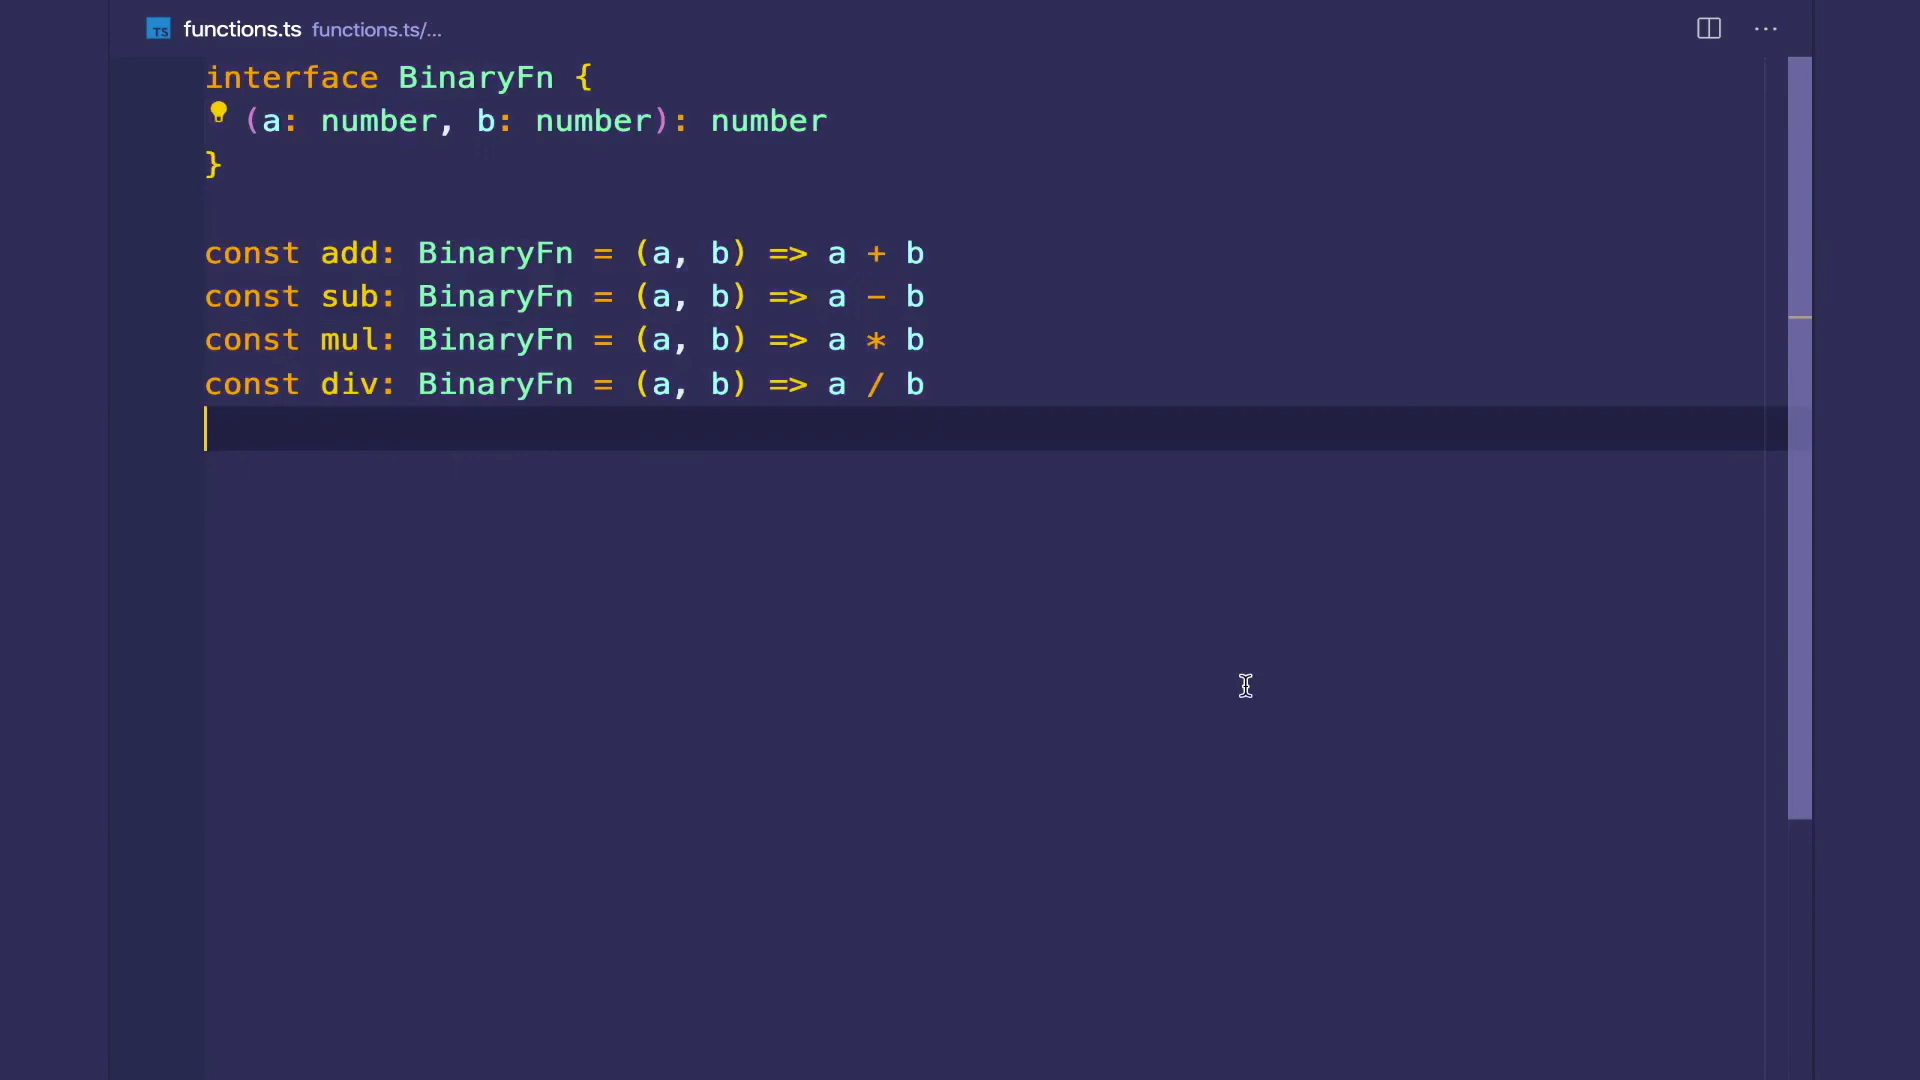 TS functions.ts functions.ts/...
interface BinaryFn {
(a: number, b: number): number
}
const add: BinaryFn = (a, b) => a + b
const sub: BinaryFn = (a, b) => a - b
const mul: BinaryFn = (a, b) => a * b
const div: BinaryFn = (a, b) => a / b